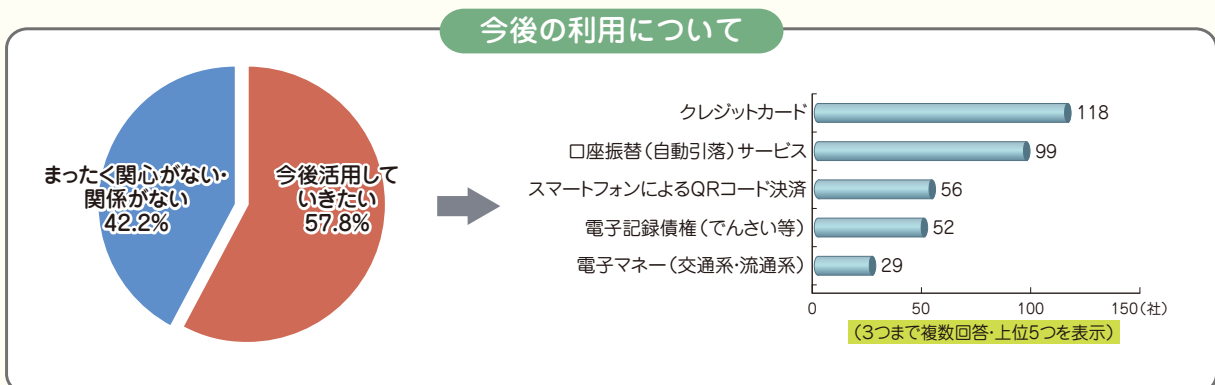 今後の利用について
まったく関心がない・
関係がない
42.2%
今後活用して
いきたい
57.8%
クレジットカード 118
口座振替（自動引落）サービス 99
スマートフォンによるQRコード決済 56
電子記録債権（でんさい等） 52
電子マネー（交通系・流通系） 29
0 50 100 150（社）
（3つまで複数回答・上位5つを表示）